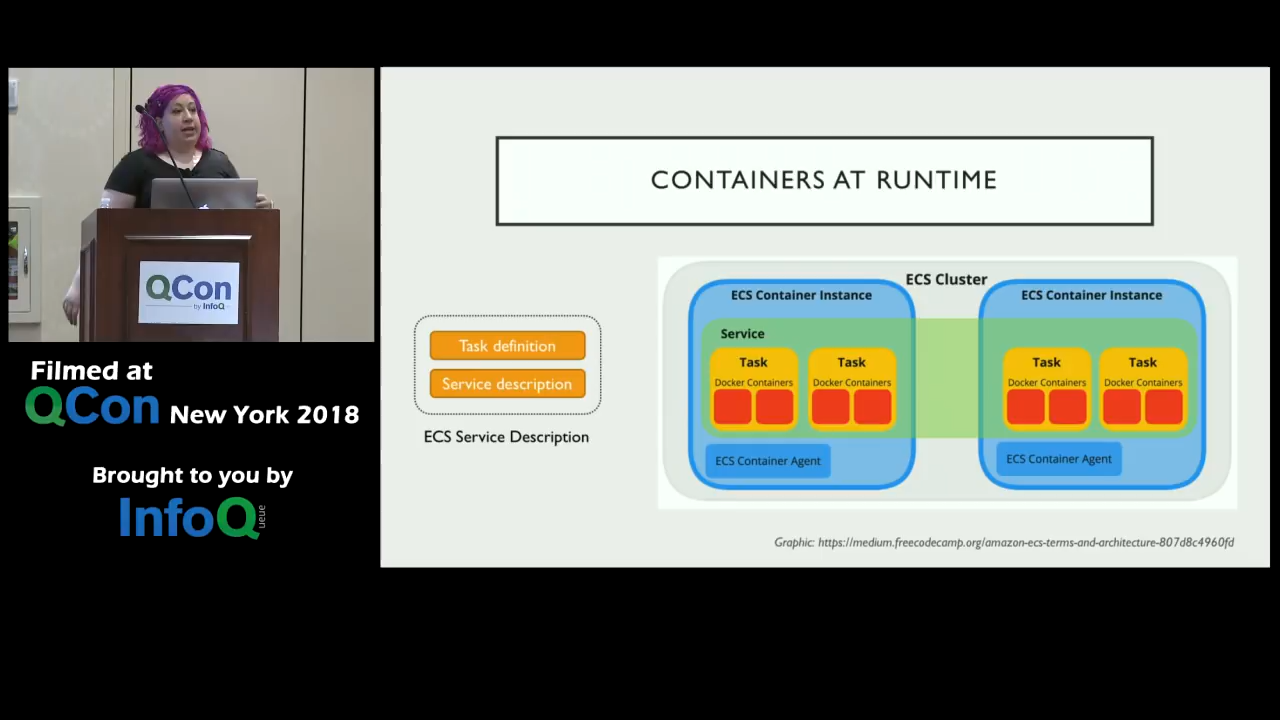 QCon
by InfoQ
Filmed at
QCon New York 2018
Brought to you by
InfoQ
ueue
CONTAINERS AT RUNTIME
Task definition
Service description
ECS Service Description
ECS Cluster
ECS Container Instance
Service
Task
Docker Containers
Task
Docker Containers
ECS Container Agent
ECS Container Instance
Task
Docker Containers
Task
Docker Containers
ECS Container Agent
Graphic: https://medium.freecodecamp.org/amazon-ecs-terms-and-architecture-807d8c4960fd